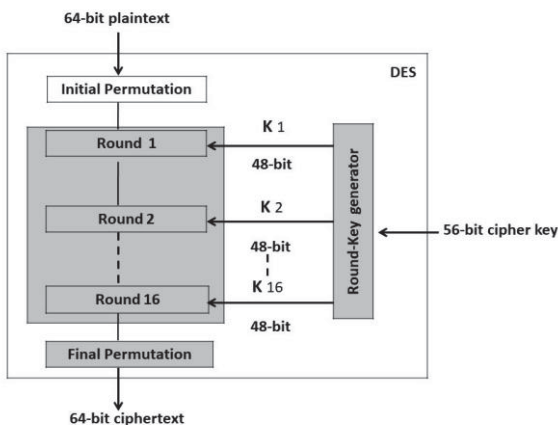 64-bit plaintext
DES
Initial Permutation
K 1
Round 1
48-bit
K 2
Round 2
48-bit
Round-Key generator
56-bit cipher key
K 16
Round 16
48-bit
Final Permutation
64-bit ciphertext